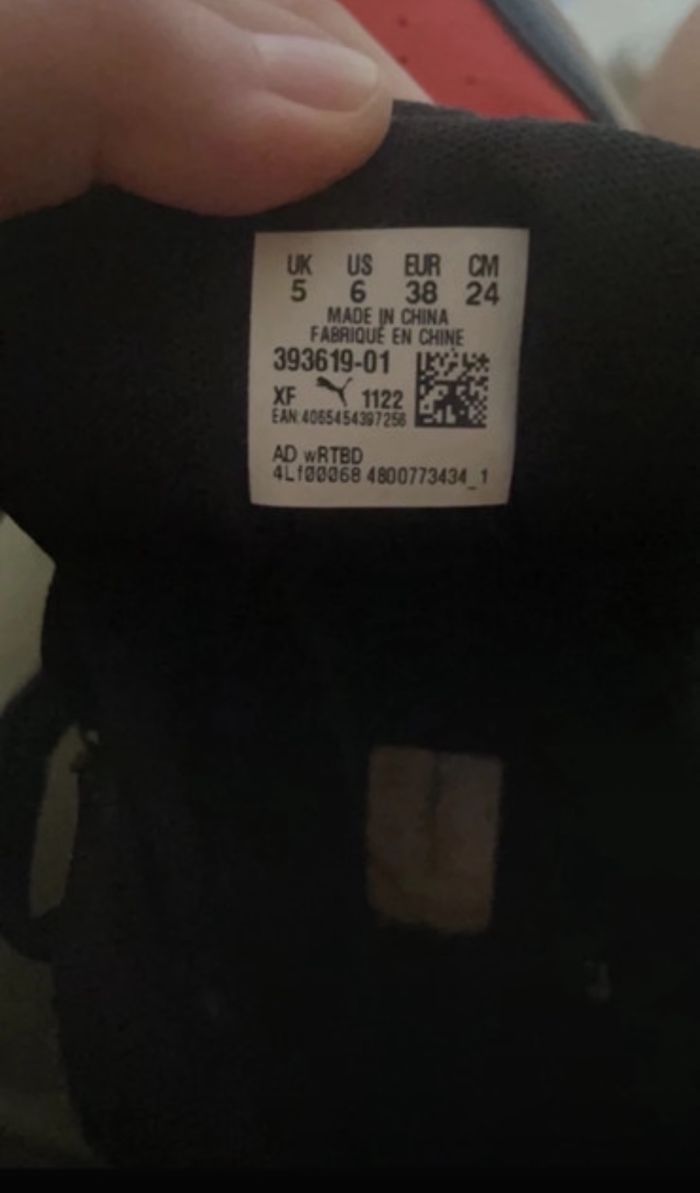 UK US EUR CM
5 6 38 24
MADE IN CHINA
FABRIQUÉ EN CHINE
393619-01
XF 1122
EAN:4065454397256
AD wRTBD
4Lf00068 4800773434_1